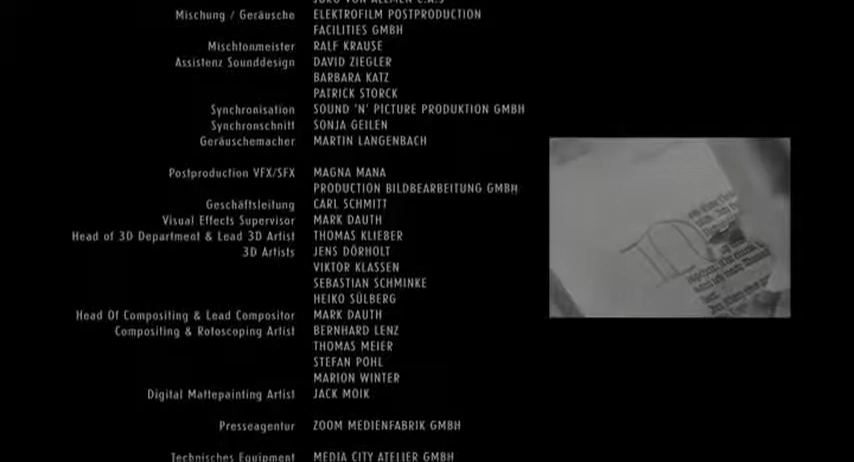 Mischung / Geräusche ELEKTROFILM POSTPRODUCTION
FACILITIES GMBH
Mischtonmeister RALF KRAUSE
Assistenz Sounddesign DAVID ZIEGLER
BARBARA KATZ
PATRICK STORCK
Synchronisation SOUND 'N' PICTURE PRODUKTION GMBH
Synchronschnitt SONJA GEILEN
Geräuschemacher MARTIN LANGENBACH
Postproduction VFX/SFX MAGNA MANA
PRODUCTION BILDBEARBEITUNG GMBH
Geschäftsleitung CARL SCHMITT
Visual Effects Supervisor MARK DAUTH
Head of 3D Department & Lead 3D Artist THOMAS KLIEBER
3D Artists JENS DÖRHOLT
VIKTOR KLASSEN
SEBASTIAN SCHMINKE
HEIKO SÜLBERG
Head Of Compositing & Lead Compositor MARK DAUTH
Compositing & Rotoscoping Artist BERNHARD LENZ
THOMAS MEIER
STEFAN POHL
MARION WINTER
Digital Mattepainting Artist JACK MOIK
Presseagentur ZOOM MEDIENFABRIK GMBH
Technisches Equipment MEDIA CITY ATELIER GMBH